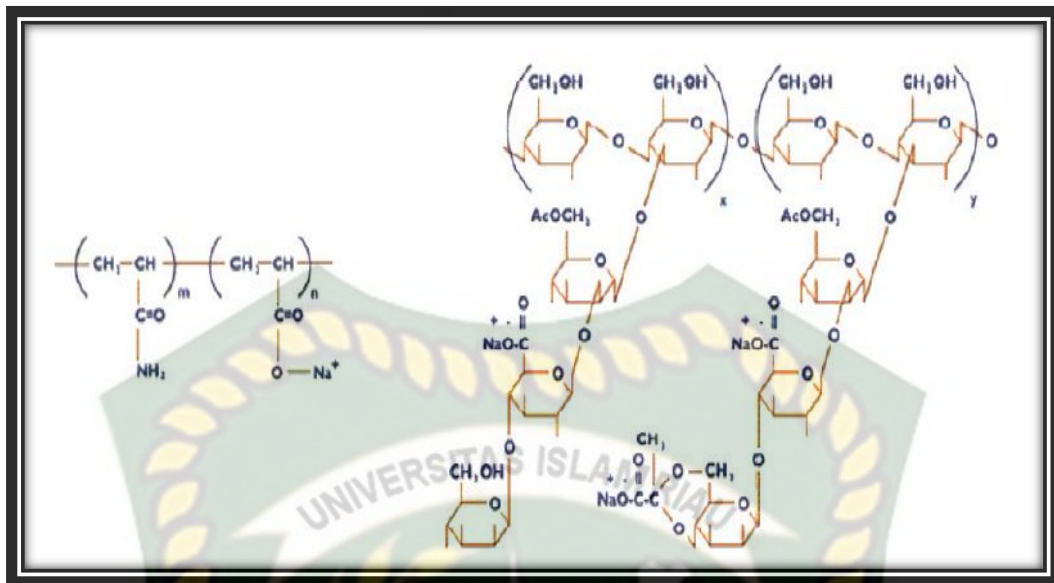 CH₂OH CH₂OH CH₂OH CH₂OH
O O O O O O O O
x y
AcOCH₂ O AcOCH₂ O
O O
CH₂ CH CH₂ CH
m n
C=O C=O
NH₂ O Na⁺
O O
+ - + -
NaO-C O NaO-C O
O O
O O
CH₃
CH₂OH O O CH₂
+ -
NaO-C-C
O O O
UNIVERSITAS ISLAM RIAU